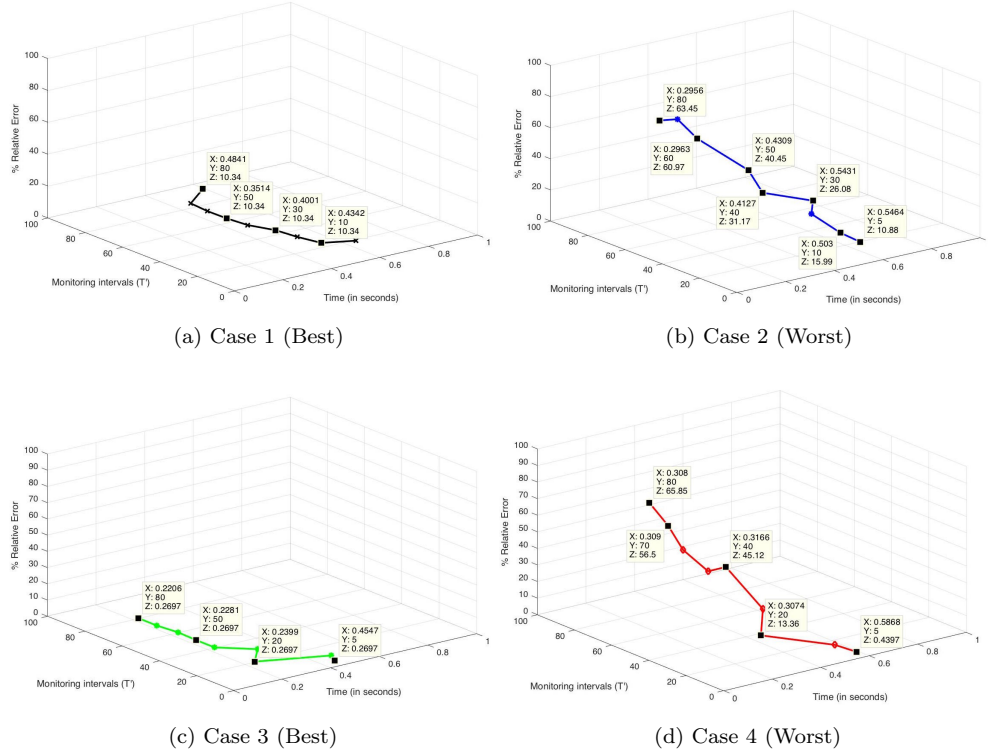 100
80
60
40
20
0
% Relative Error
100
80
60
40
20
0
Monitoring intervals (T')
0
0.2
0.4
0.6
0.8
1
Time (in seconds)
X: 0.4841
Y: 80
Z: 10.34
X: 0.3514
Y: 50
Z: 10.34
X: 0.4001
Y: 30
Z: 10.34
X: 0.4342
Y: 10
Z: 10.34
(a) Case 1 (Best)
100
80
60
40
20
0
% Relative Error
100
80
60
40
20
0
Monitoring intervals (T')
0
0.2
0.4
0.6
0.8
1
Time (in seconds)
X: 0.2956
Y: 80
Z: 63.45
X: 0.2963
Y: 60
Z: 60.97
X: 0.4309
Y: 50
Z: 40.45
X: 0.4127
Y: 40
Z: 31.17
X: 0.5431
Y: 30
Z: 26.08
X: 0.503
Y: 10
Z: 15.99
X: 0.5464
Y: 5
Z: 10.88
(b) Case 2 (Worst)
100
90
80
70
60
50
40
30
20
10
0
% Relative Error
100
80
60
40
20
0
Monitoring intervals (T')
0
0.2
0.4
0.6
0.8
1
Time (in seconds)
X: 0.2206
Y: 80
Z: 0.2697
X: 0.2281
Y: 50
Z: 0.2697
X: 0.2399
Y: 20
Z: 0.2697
X: 0.4547
Y: 5
Z: 0.2697
(c) Case 3 (Best)
100
90
80
70
60
50
40
30
20
10
0
% Relative Error
100
80
60
40
20
0
Monitoring intervals (T')
0
0.2
0.4
0.6
0.8
1
Time (in seconds)
X: 0.308
Y: 80
Z: 65.85
X: 0.309
Y: 70
Z: 56.5
X: 0.3166
Y: 40
Z: 45.12
X: 0.3074
Y: 20
Z: 13.36
X: 0.5868
Y: 5
Z: 0.4397
(d) Case 4 (Worst)